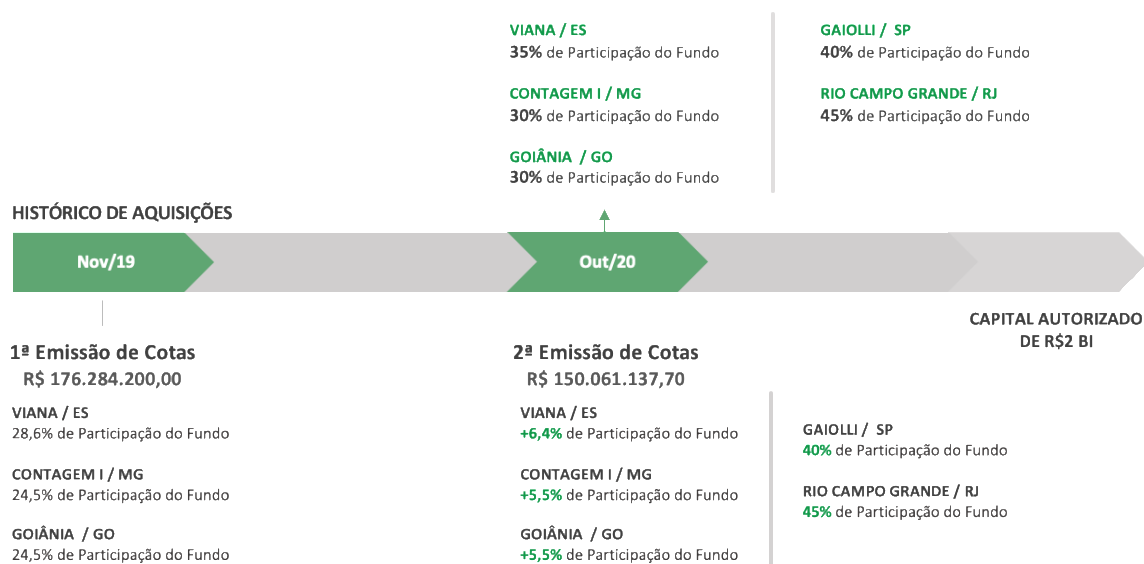 VIANA / ES
35% de Participação do Fundo
CONTAGEM I / MG
30% de Participação do Fundo
GOIÂNIA / GO
30% de Participação do Fundo
GAIOLLI / SP
40% de Participação do Fundo
RIO CAMPO GRANDE / RJ
45% de Participação do Fundo
HISTÓRICO DE AQUISIÇÕES
Nov/19
Out/20
CAPITAL AUTORIZADO
DE R$2 BI
1ª Emissão de Cotas
R$ 176.284.200,00
VIANA / ES
28,6% de Participação do Fundo
CONTAGEM I / MG
24,5% de Participação do Fundo
GOIÂNIA / GO
24,5% de Participação do Fundo
2ª Emissão de Cotas
R$ 150.061.137,70
VIANA / ES
+6,4% de Participação do Fundo
CONTAGEM I / MG
+5,5% de Participação do Fundo
GOIÂNIA / GO
+5,5% de Participação do Fundo
GAIOLLI / SP
40% de Participação do Fundo
RIO CAMPO GRANDE / RJ
45% de Participação do Fundo